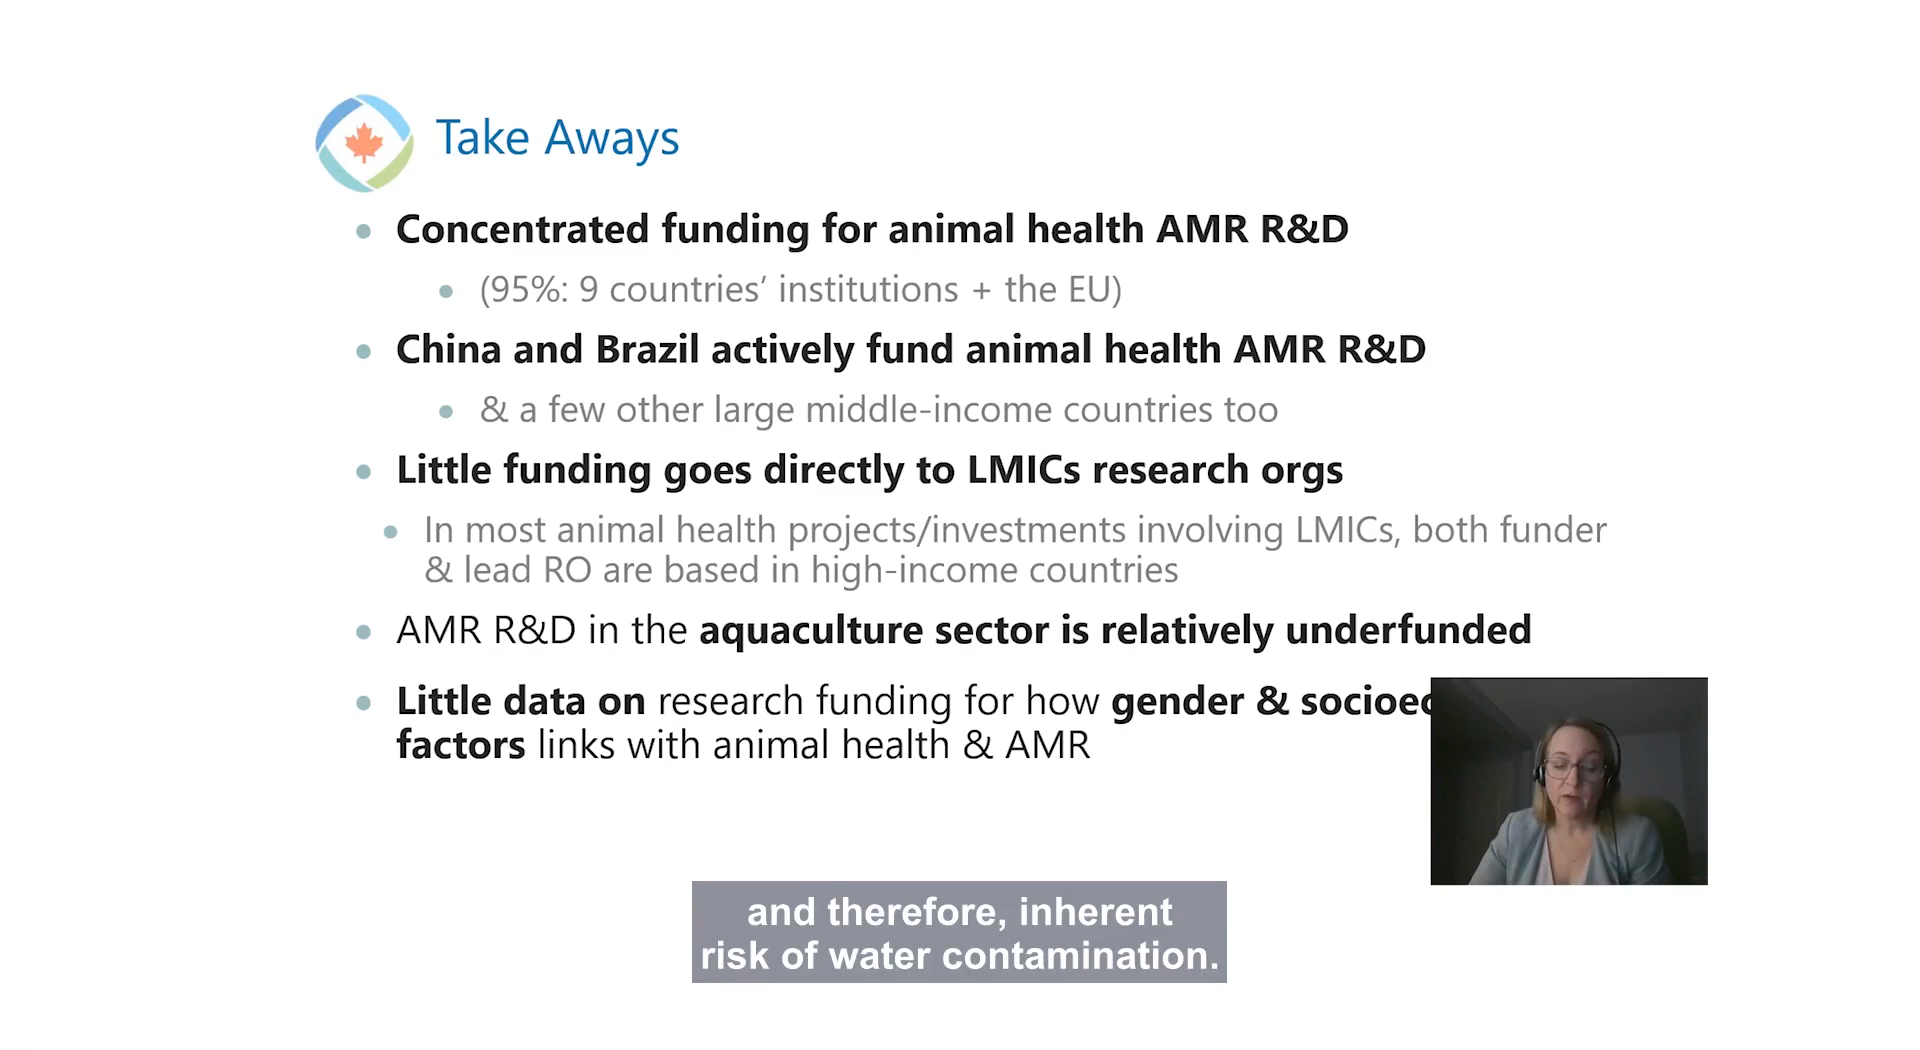 Take Aways
• Concentrated funding for animal health AMR R&D
• (95%: 9 countries’ institutions + the EU)
• China and Brazil actively fund animal health AMR R&D
• & a few other large middle-income countries too
• Little funding goes directly to LMICs research orgs
• In most animal health projects/investments involving LMICs, both funder
& lead RO are based in high-income countries
• AMR R&D in the aquaculture sector is relatively underfunded
• Little data on research funding for how gender & 
factors links with animal health & AMR
and therefore, inherent
risk of water contamination.